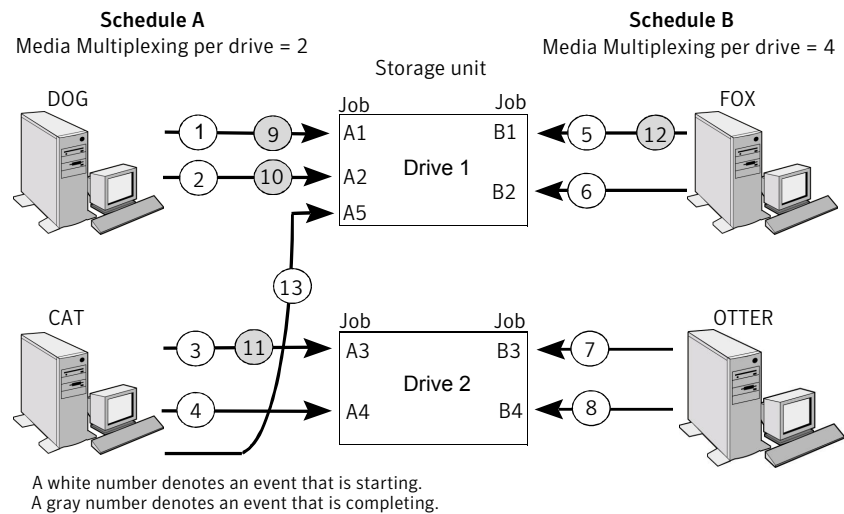 Schedule A
Media Multiplexing per drive = 2
Schedule B
Media Multiplexing per drive = 4
Storage unit
DOG
Job
Job
FOX
1
9
A1
B1
5
12
Drive 1
2
10
A2
B2
6
A5
13
CAT
Job
Job
OTTER
3
11
A3
B3
7
Drive 2
4
A4
B4
8
A white number denotes an event that is starting.
A gray number denotes an event that is completing.